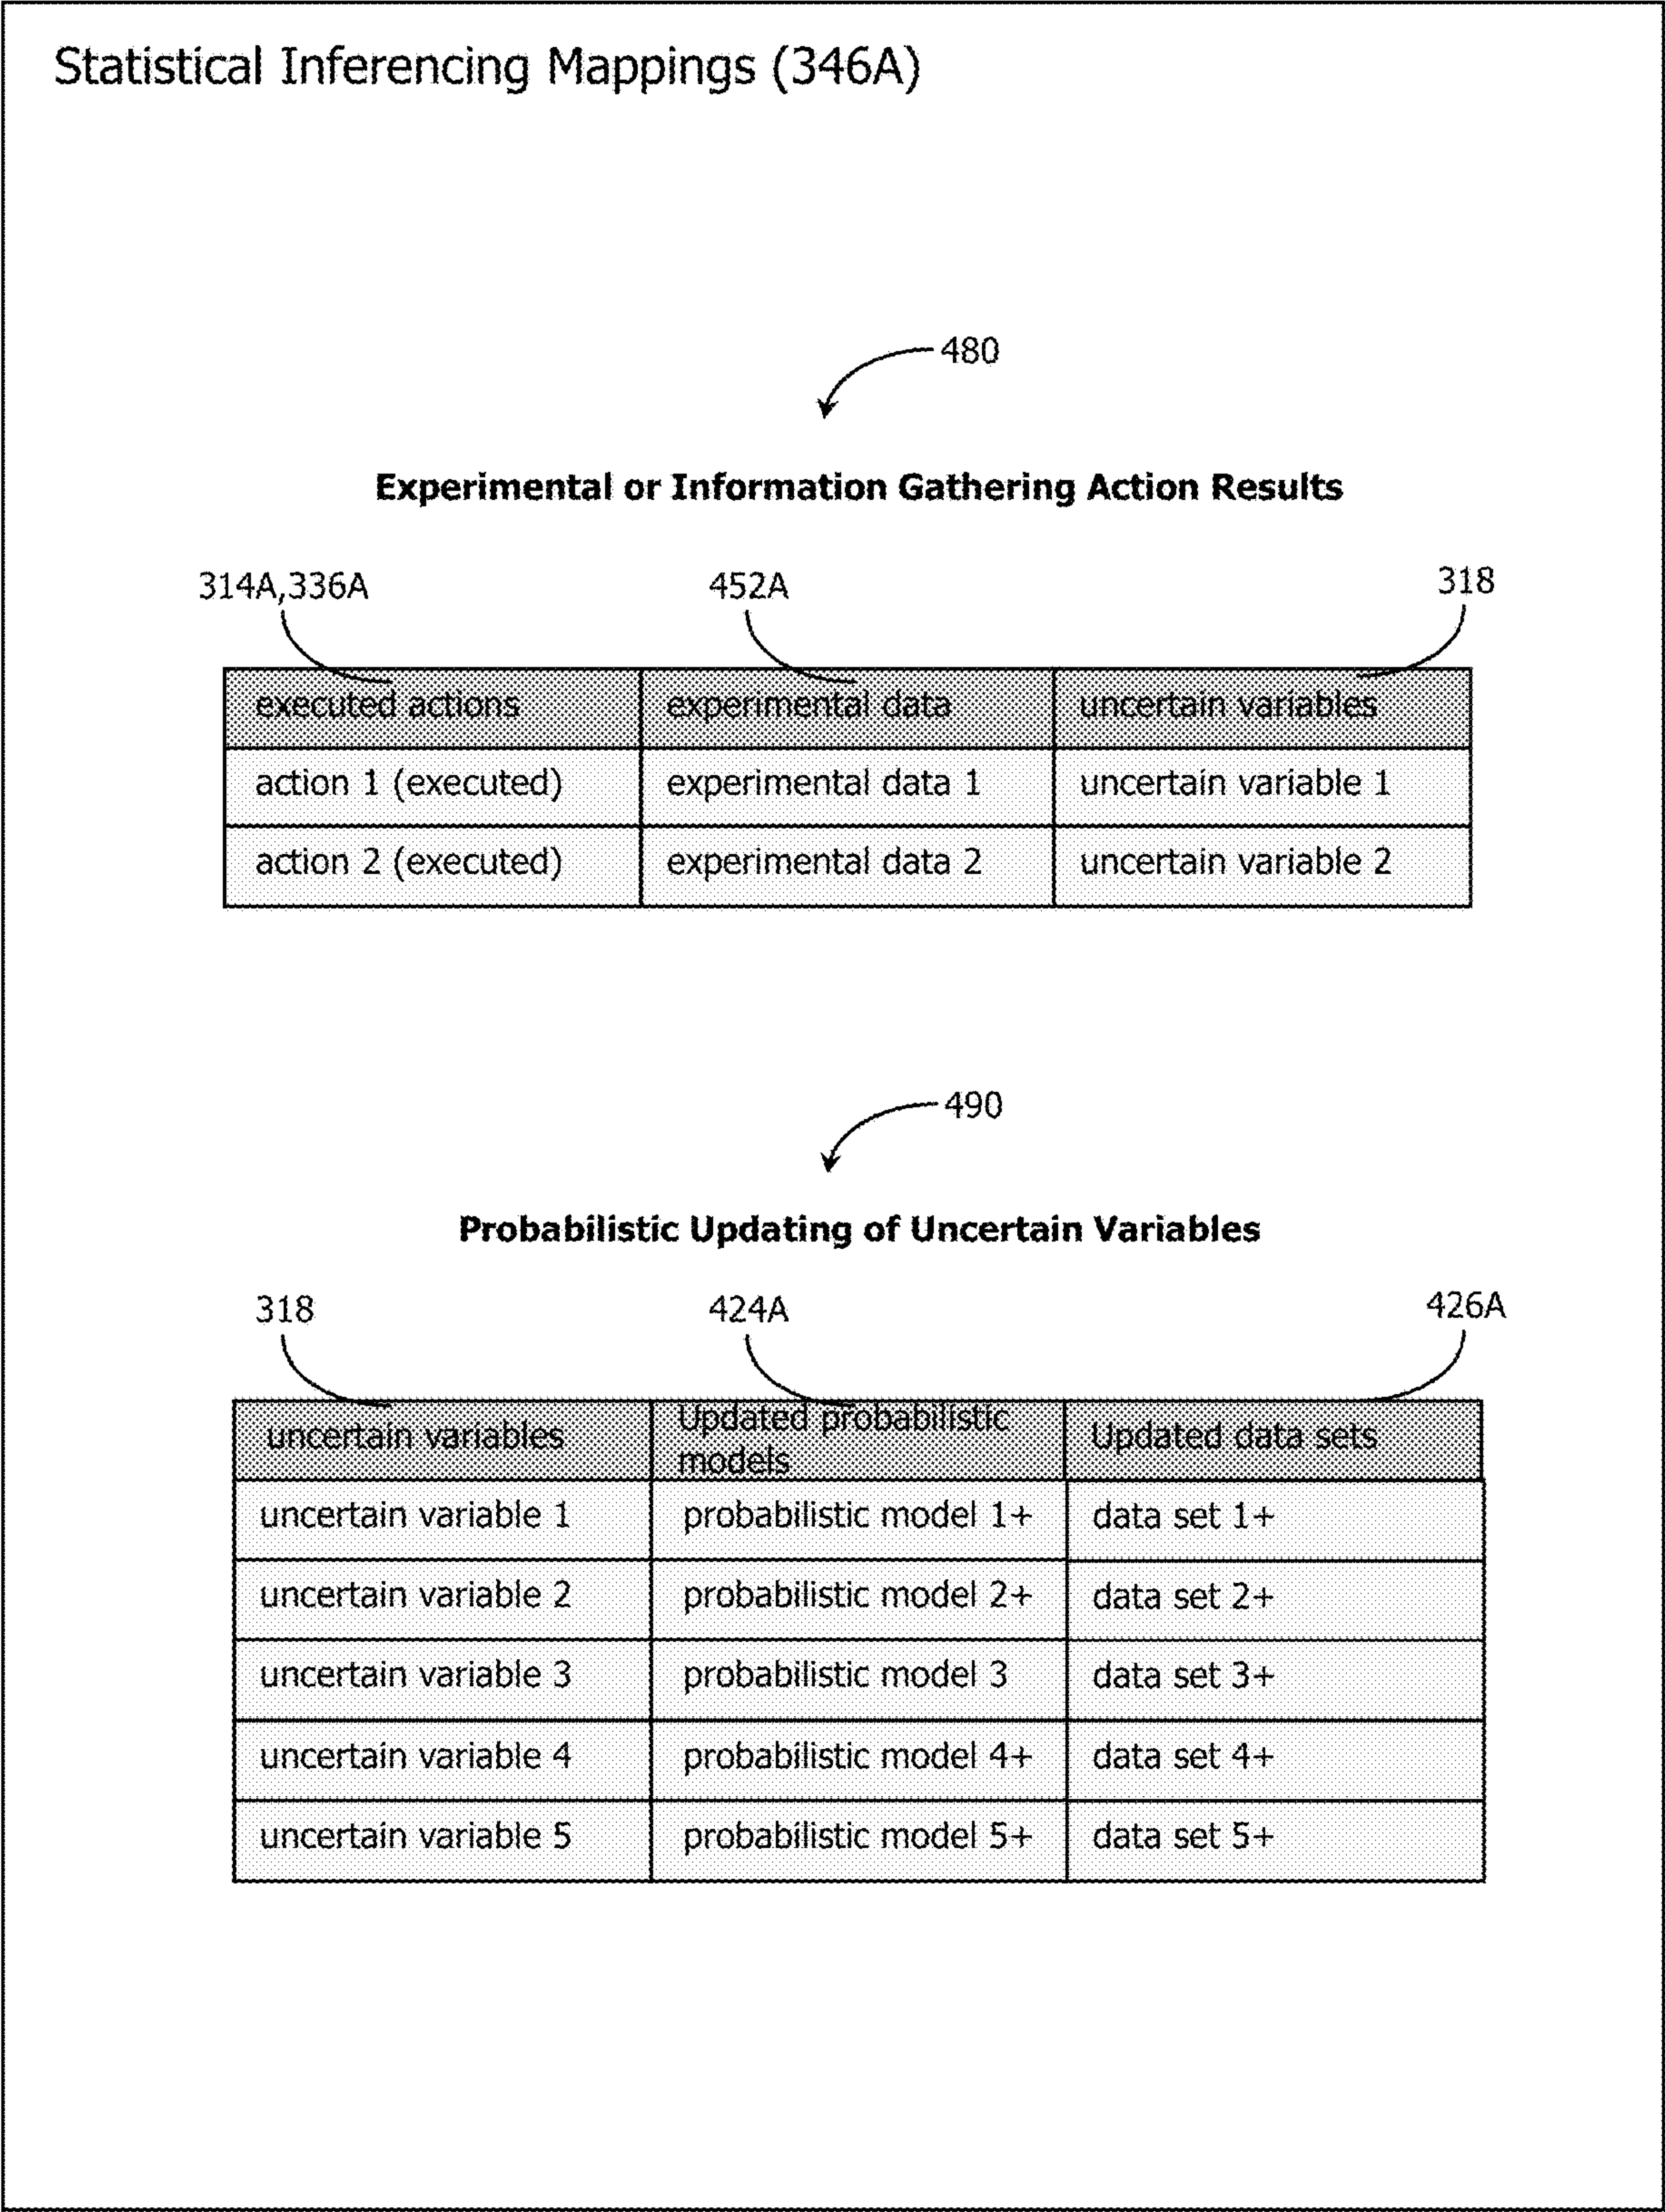 Statistical Inferencing Mappings (346A)
480
Experimental or Information Gathering Action Results
314A,336A 452A 318
executed actions experimental data uncertain variables
action 1 (executed) experimental data 1 uncertain variable 1
action 2 (executed) experimental data 2 uncertain variable 2
490
Probabilistic Updating of Uncertain Variables
318 424A 426A
uncertain variables Updated probabilistic models Updated data sets
uncertain variable 1 probabilistic model 1+ data set 1+
uncertain variable 2 probabilistic model 2+ data set 2+
uncertain variable 3 probabilistic model 3 data set 3+
uncertain variable 4 probabilistic model 4+ data set 4+
uncertain variable 5 probabilistic model 5+ data set 5+